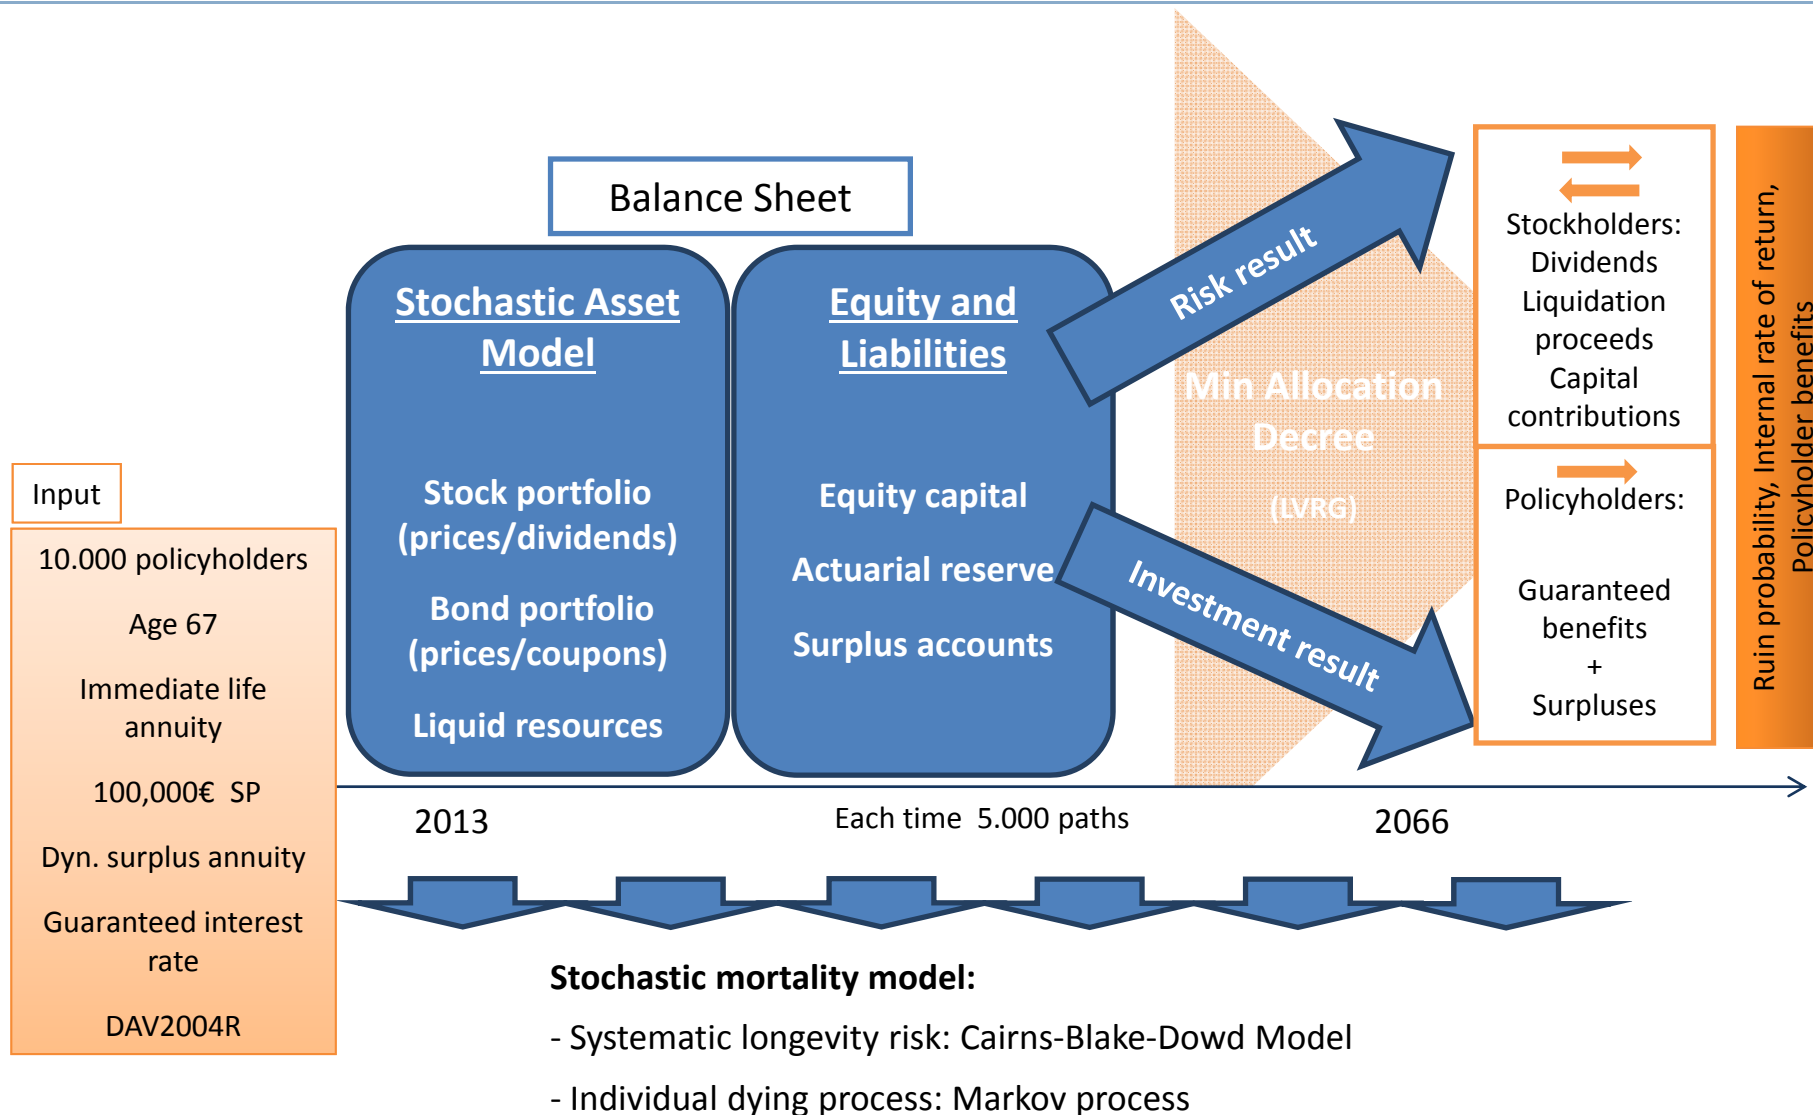 Balance Sheet
Stochastic Asset
Model
Stock portfolio
(prices/dividends)
Bond portfolio
(prices/coupons)
Liquid resources
Equity and
Liabilities
Equity capital
Actuarial reserve
Surplus accounts
Risk result
Investment result
Min Allocation
Decree
(LVRG)
Stockholders:
Dividends
Liquidation
proceeds
Capital
contributions
Policyholders:
Guaranteed
benefits
+
Surpluses
Ruin probability, Internal rate of return,
Policyholder benefits
Input
10.000 policyholders
Age 67
Immediate life
annuity
100,000€ SP
Dyn. surplus annuity
Guaranteed interest
rate
DAV2004R
2013
Each time 5.000 paths
2066
Stochastic mortality model:
- Systematic longevity risk: Cairns-Blake-Dowd Model
- Individual dying process: Markov process